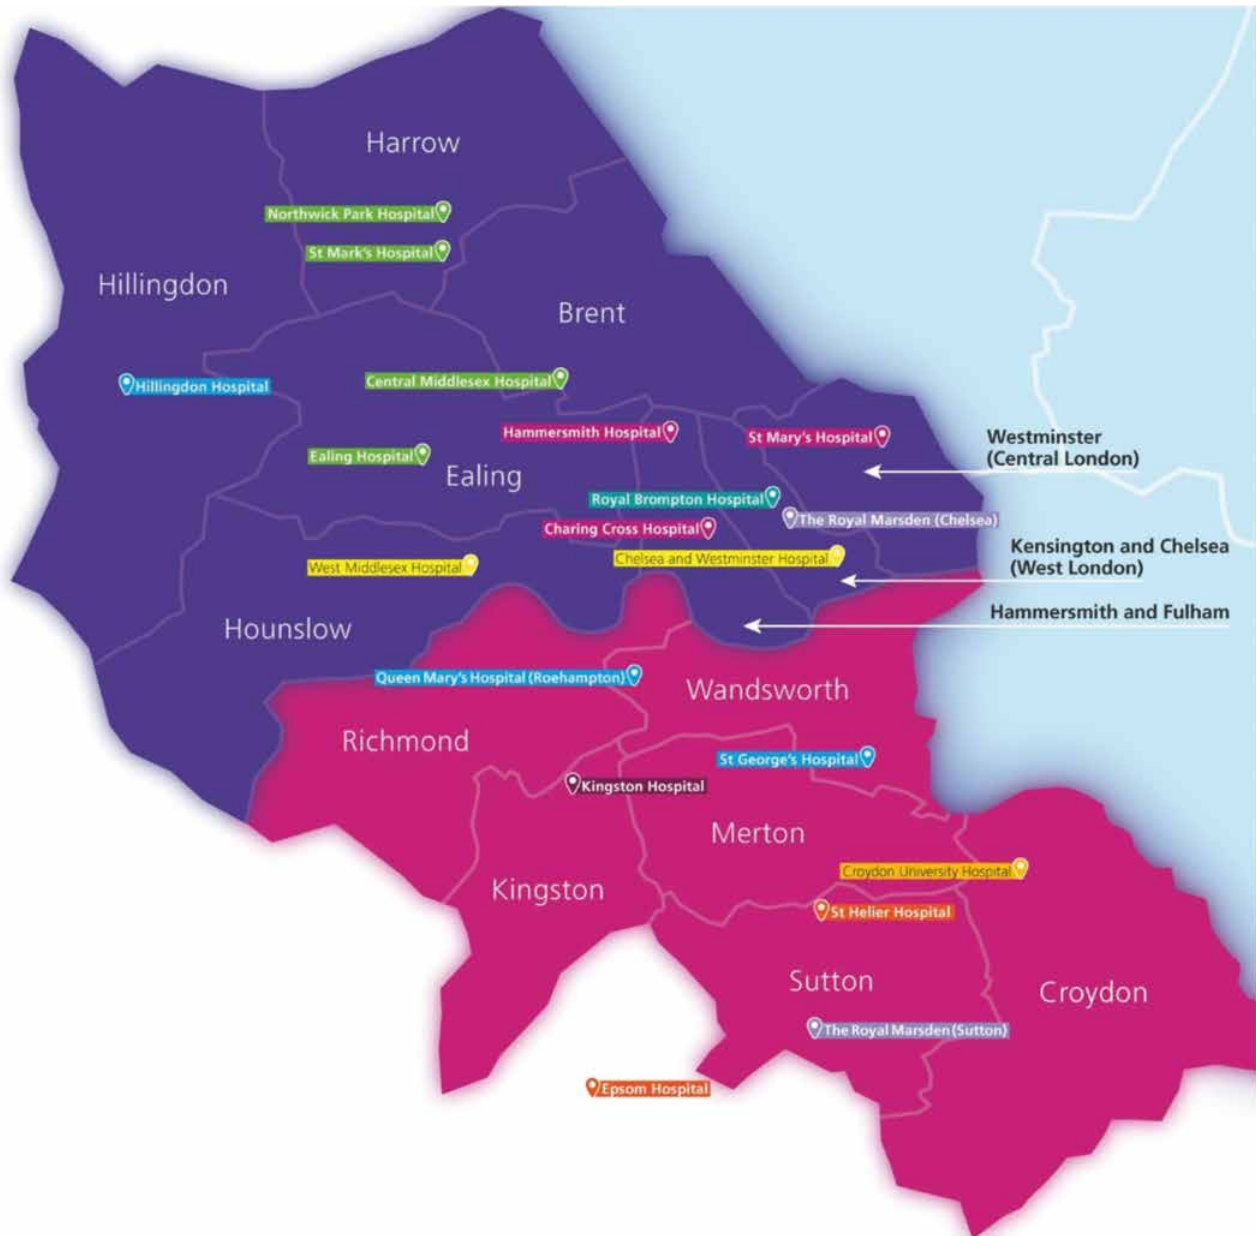 Harrow
Northwick Park Hospital
St Mark's Hospital
Hillingdon
Brent
Central Middlesex Hospital
Hillingdon Hospital
Hammersmith Hospital
St Mary's Hospital
Westminster
(Central London)
Ealing Hospital
Ealing
Royal Brompton Hospital
The Royal Marsden (Chelsea)
Charing Cross Hospital
Kensington and Chelsea
(West London)
Chelsea and Westminster Hospital
West Middlesex Hospital
Hammersmith and Fulham
Hounslow
Queen Mary's Hospital (Roehampton)
Wandsworth
Richmond
St George's Hospital
Kingston Hospital
Merton
Croydon University Hospital
Kingston
St Helier Hospital
Sutton
Croydon
The Royal Marsden (Sutton)
Epsom Hospital